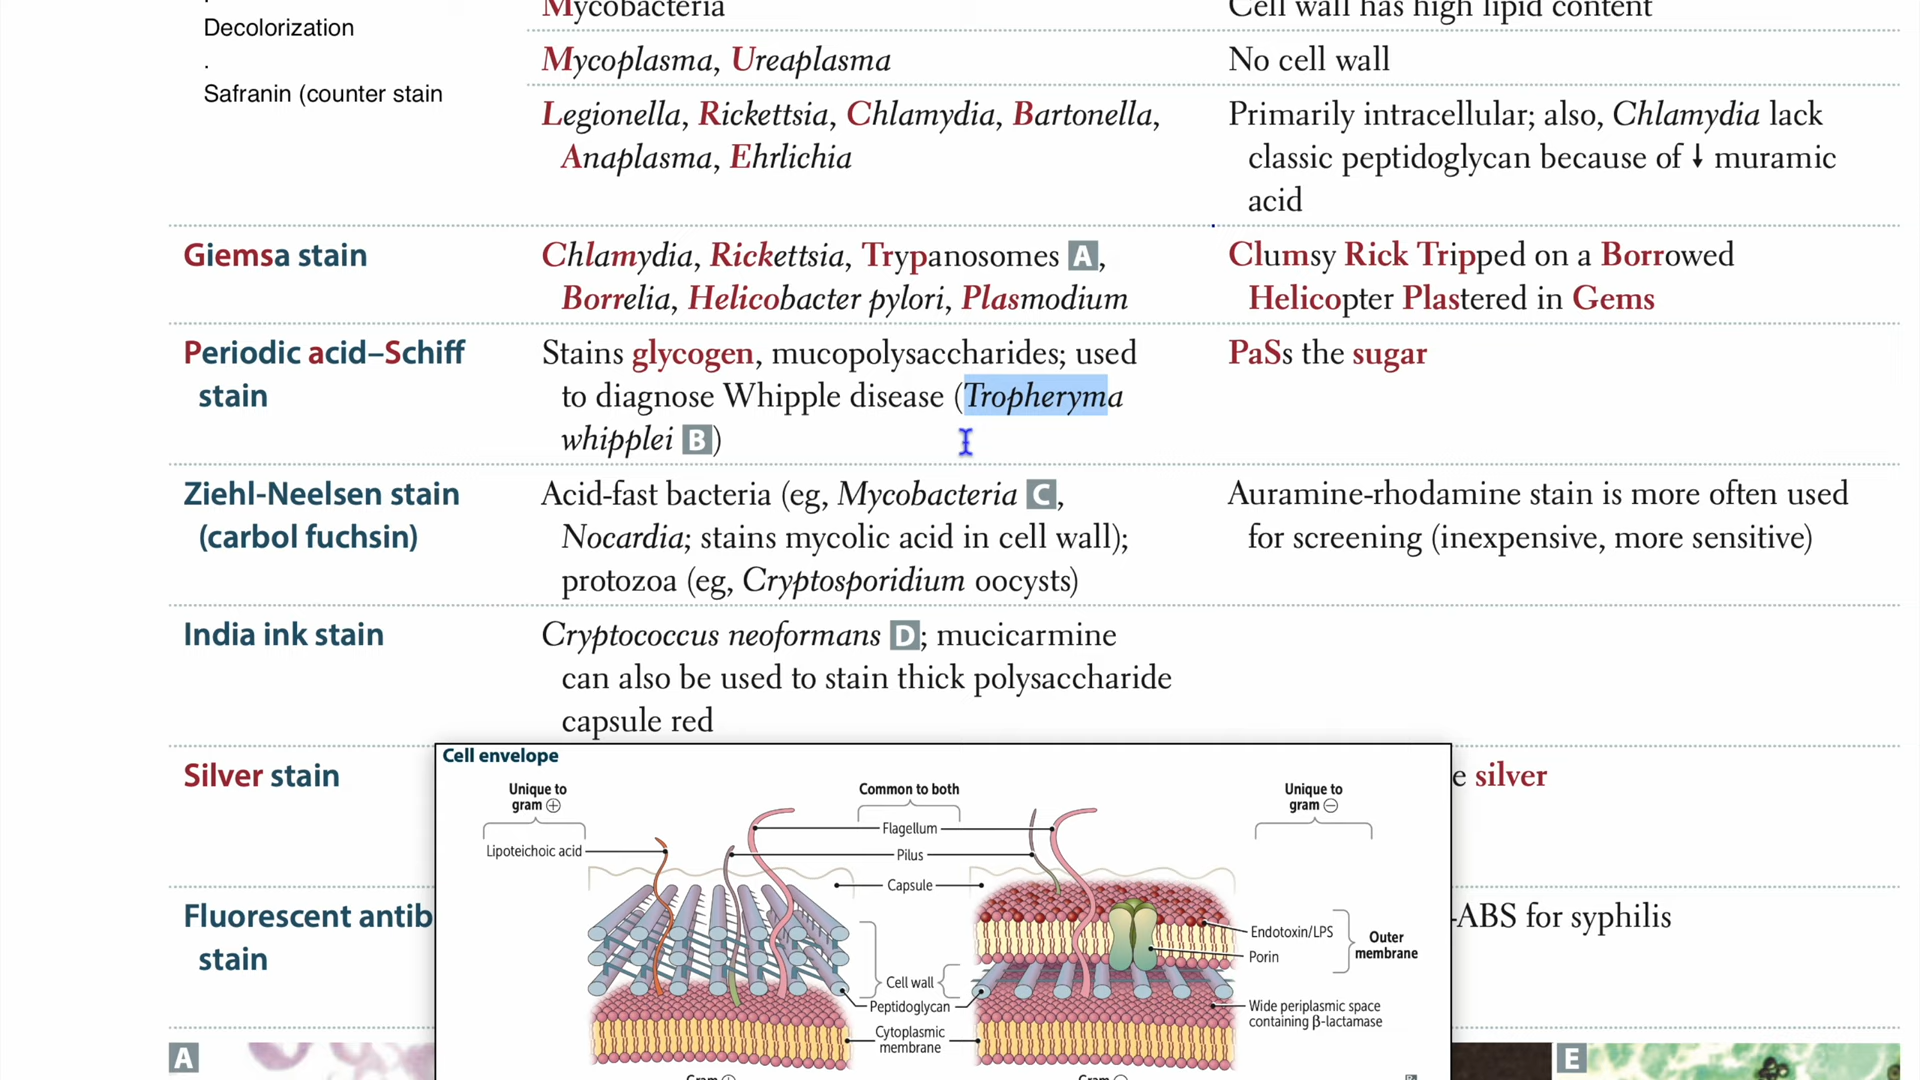 Decolorization
.
Safranin (counter stain
Mycobacteria
Cell wall has high lipid content
Mycoplasma, Ureaplasma
No cell wall
Legionella, Rickettsia, Chlamydia, Bartonella,
Anaplasma, Ehrlichia
Primarily intracellular; also, Chlamydia lack
classic peptidoglycan because of ↓ muramic
acid
Giemsa stain
Chlamydia, Rickettsia, Trypanosomes A,
Borrelia, Helicobacter pylori, Plasmodium
Clumsy Rick Tripped on a Borrowed
Helicopter Plastered in Gems
Periodic acid–Schiff
stain
Stains glycogen, mucopolysaccharides; used
to diagnose Whipple disease (Tropheryma
whipplei B)
PaSs the sugar
Ziehl-Neelsen stain
(carbol fuchsin)
Acid-fast bacteria (eg, Mycobacteria C,
Nocardia; stains mycolic acid in cell wall);
protozoa (eg, Cryptosporidium oocysts)
Auramine-rhodamine stain is more often used
for screening (inexpensive, more sensitive)
India ink stain
Cryptococcus neoformans D; mucicarmine
can also be used to stain thick polysaccharide
capsule red
Silver stain
e silver
Fluorescent antib
stain
-ABS for syphilis
Cell envelope
Unique to
gram ⊕
Common to both
Unique to
gram ⊖
Flagellum
Lipoteichoic acid
Pilus
Capsule
Endotoxin/LPS
Porin
Outer
membrane
Cell wall
Peptidoglycan
Wide periplasmic space
containing β-lactamase
Cytoplasmic
membrane
Gram ⊕
Gram ⊖
A
E